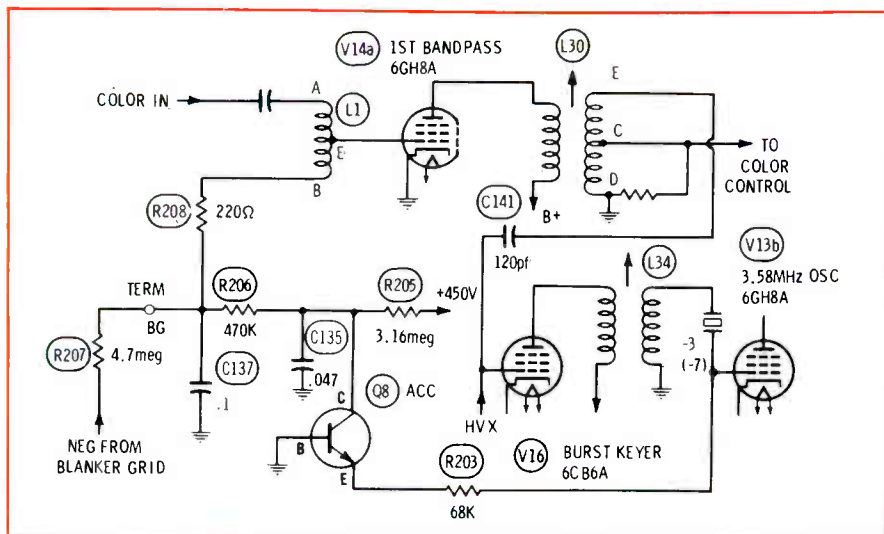 V14a 1ST BANDPASS
6GH8A
L30
COLOR IN
A
L1
E
B
E
C
D
TO
COLOR
CONTROL
R208 220Ω
C141
B+
120pf
V13b
3.58MHz OSC
6GH8A
L34
TERM
BG
R206
470K
R205
+450V
3.16meg
R207
4.7meg
C137
.1
C135
.047
-3
(-7)
C
Q8 ACC
B
E
NEG FROM
BLANKER GRID
HVX
V16 BURST KEYER
6CB6A
R203
68K